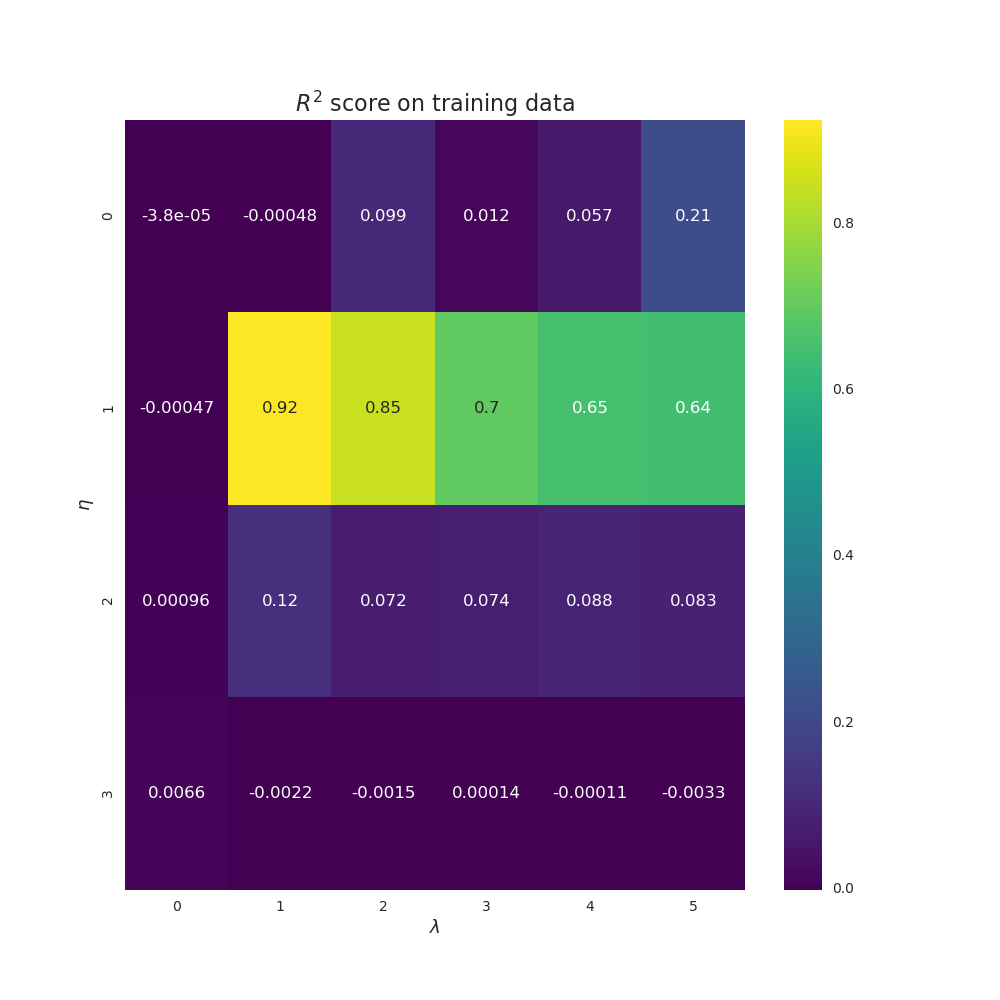 R² score on training data
0 -3.8e-05 -0.00048 0.099 0.012 0.057 0.21
0.8
1 -0.00047 0.92 0.85 0.7 0.65 0.64
0.6
η
0.4
2 0.00096 0.12 0.072 0.074 0.088 0.083
0.2
3 0.0066 -0.0022 -0.0015 0.00014 -0.00011 -0.0033
0.0
0 1 2 3 4 5
λ